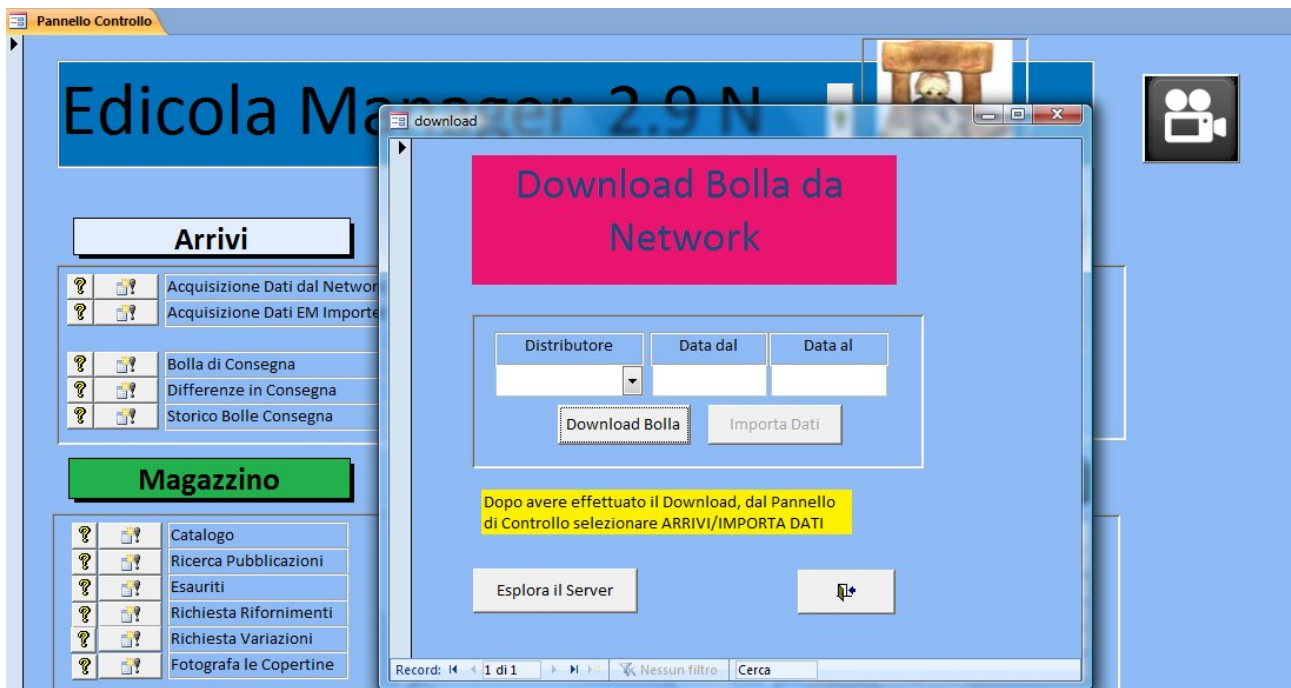 Pannello Controllo
Edicola Manager 2.9 N
Arrivi
? Acquisizione Dati dal Networ
? Acquisizione Dati EM Importe
? Bolla di Consegna
? Differenze in Consegna
? Storico Bolle Consegna
Magazzino
? Catalogo
? Ricerca Pubblicazioni
? Esauriti
? Richiesta Rifornimenti
? Richiesta Variazioni
? Fotografa le Copertine
download
Download Bolla da
Network
Distributore Data dal Data al
Download Bolla Importa Dati
Dopo avere effettuato il Download, dal Pannello
di Controllo selezionare ARRIVI/IMPORTA DATI
Esplora il Server
Record: 1 di 1 Nessun filtro Cerca